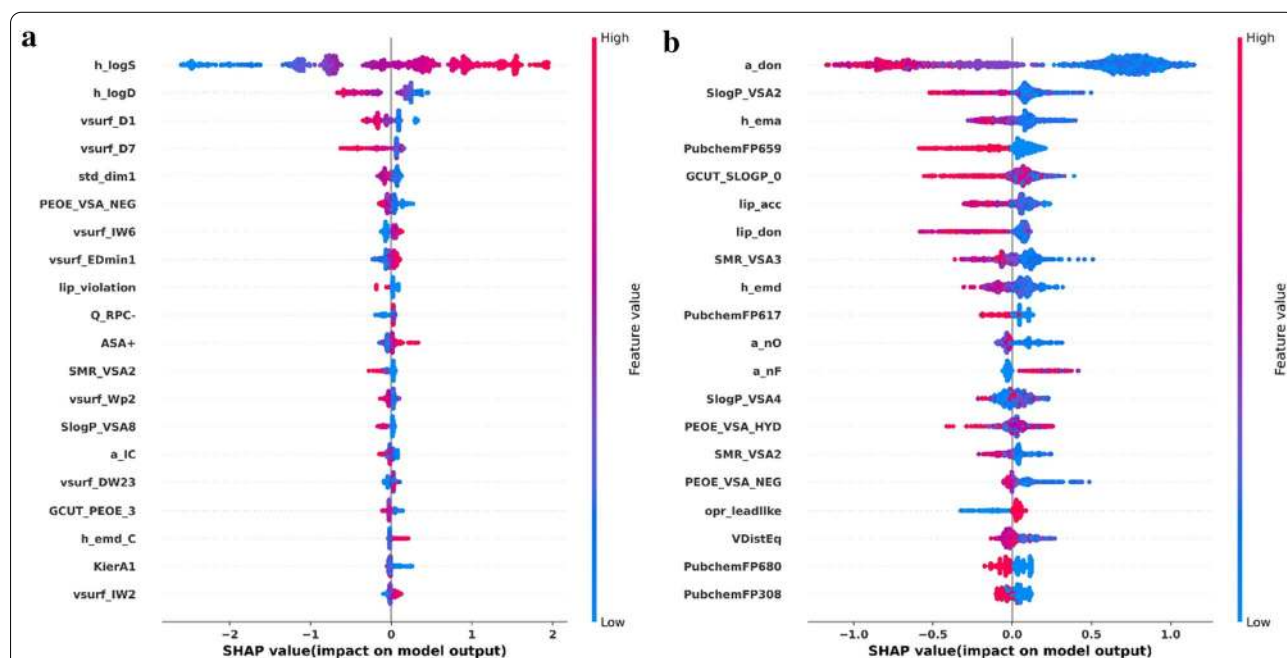 a
h_logS
h_logD
vsurf_D1
vsurf_D7
std_dim1
PEOE_VSA_NEG
vsurf_IW6
vsurf_EDmin1
lip_violation
Q_RPC-
ASA+
SMR_VSA2
vsurf_Wp2
SlogP_VSA8
a_IC
vsurf_DW23
GCUT_PEOE_3
h_emd_C
KierA1
vsurf_IW2
−2 −1 0 1 2
SHAP value(impact on model output)
High
Feature value
Low
b
a_don
SlogP_VSA2
h_ema
PubchemFP659
GCUT_SLOGP_0
lip_acc
lip_don
SMR_VSA3
h_emd
PubchemFP617
a_nO
a_nF
SlogP_VSA4
PEOE_VSA_HYD
SMR_VSA2
PEOE_VSA_NEG
opr_leadlike
VDistEq
PubchemFP680
PubchemFP308
−1.0 −0.5 0.0 0.5 1.0
SHAP value(impact on model output)
High
Feature value
Low